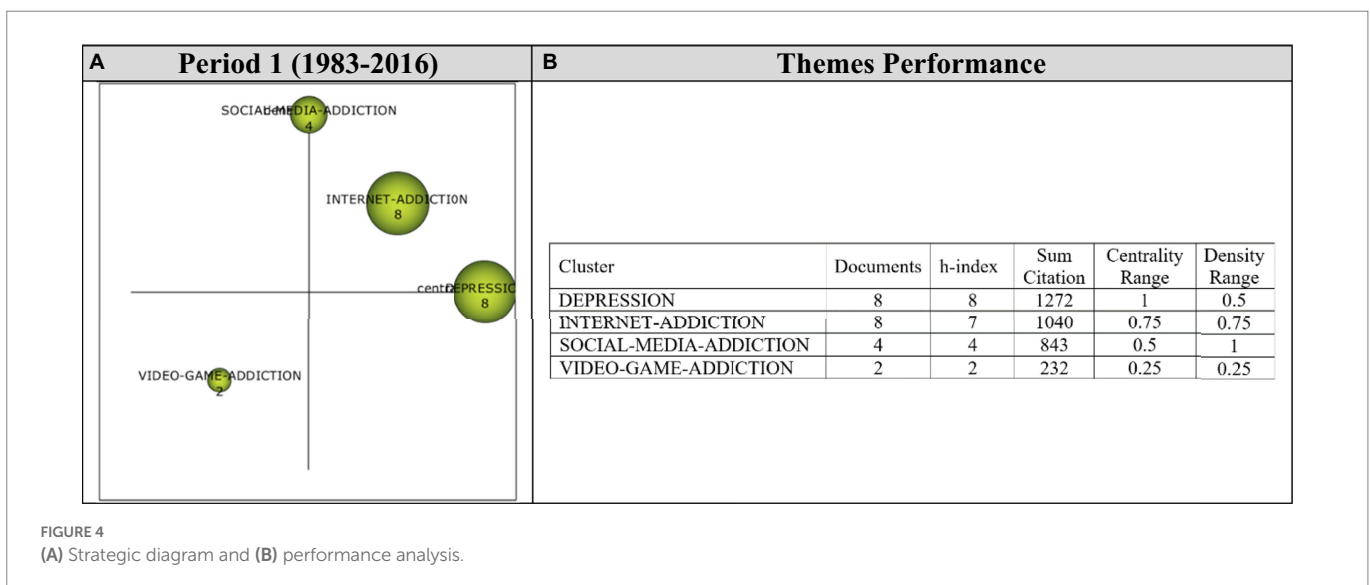 A Period 1 (1983-2016)
B Themes Performance
SOCIAL-MEDIA-ADDICTION
4
INTERNET-ADDICTION
8
DEPRESSIC
8
VIDEO-GAME-ADDICTION
2
Cluster Documents h-index Sum Citation Centrality Range Density Range
DEPRESSION 8 8 1272 1 0.5
INTERNET-ADDICTION 8 7 1040 0.75 0.75
SOCIAL-MEDIA-ADDICTION 4 4 843 0.5 1
VIDEO-GAME-ADDICTION 2 2 232 0.25 0.25
FIGURE 4
(A) Strategic diagram and (B) performance analysis.